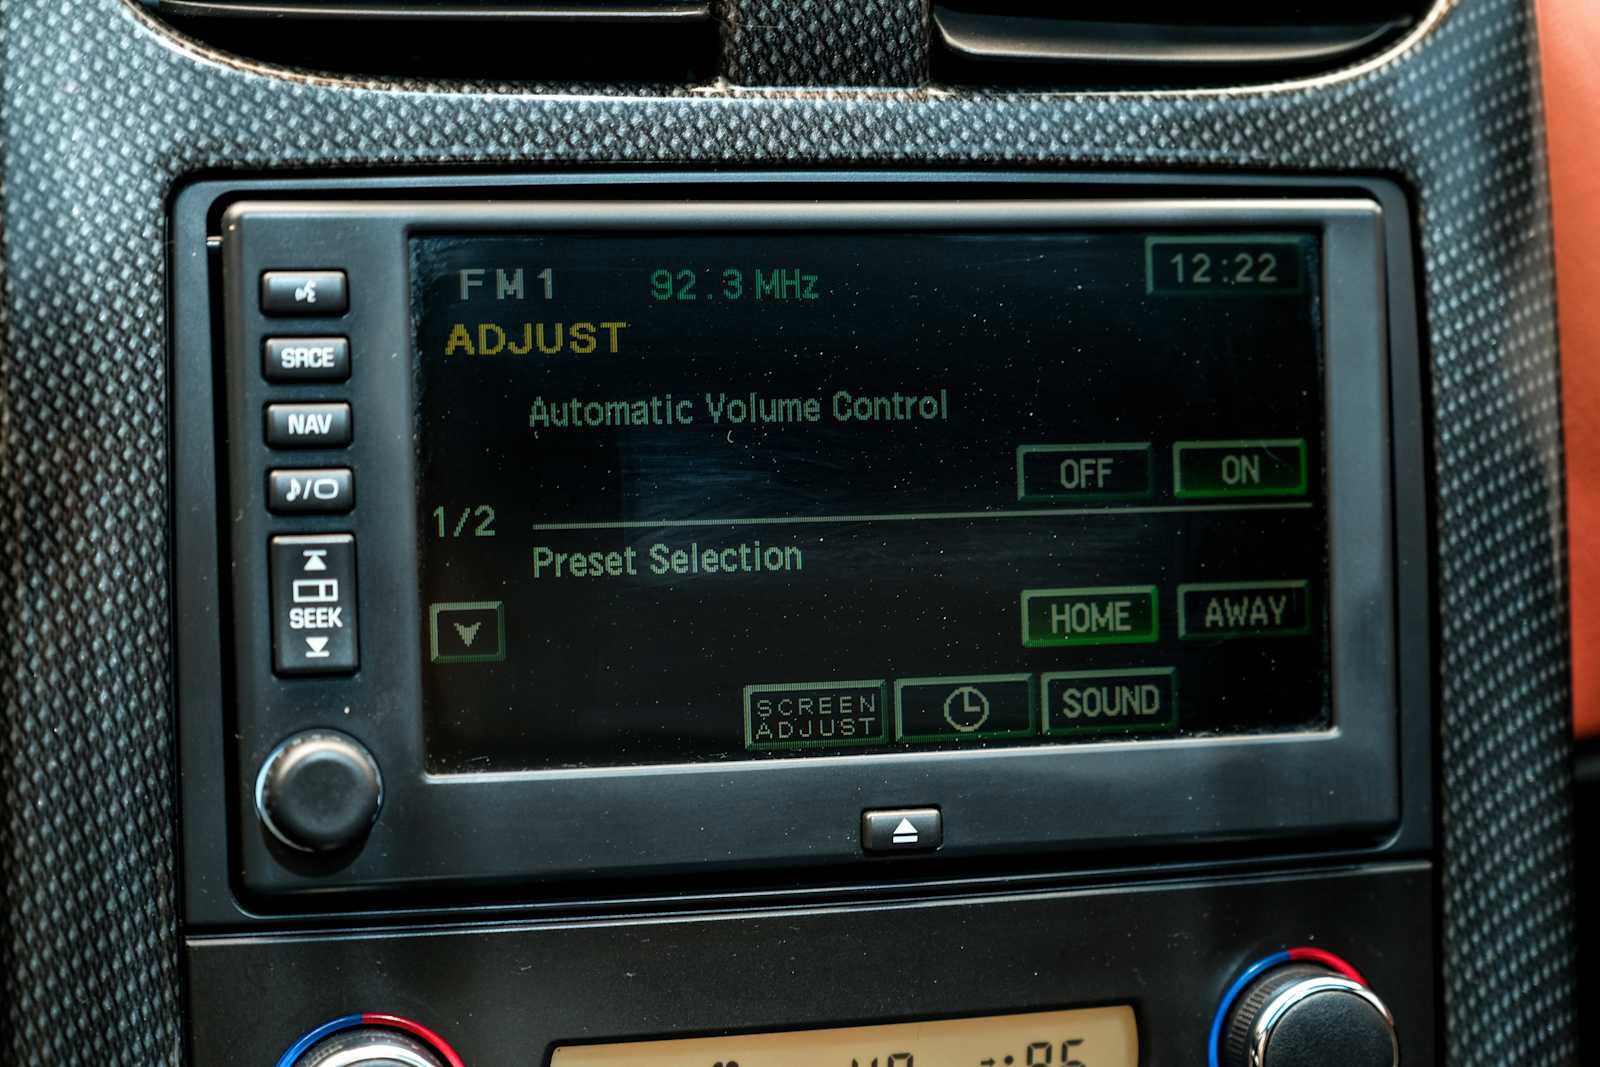 FM1 92.3 MHz 12:22
ADJUST
SRCE
Automatic Volume Control
NAV
OFF ON
1/2
Preset Selection
SEEK
HOME AWAY
SCREEN
ADJUST
SOUND